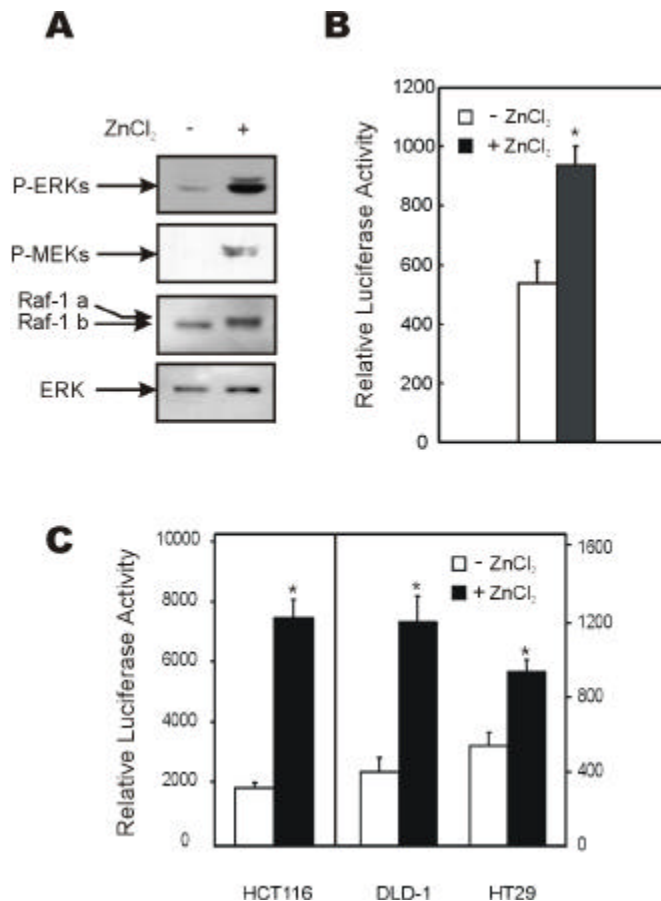 A
ZnCl₂ - +
P-ERKs
P-MEKs
Raf-1 a
Raf-1 b
ERK
B
Relative Luciferase Activity
1200
1000
800
600
400
200
0
- ZnCl₂
+ ZnCl₂
*
C
Relative Luciferase Activity
10000
8000
6000
4000
2000
0
- ZnCl₂
+ ZnCl₂
*
*
*
1600
1200
800
400
0
HCT116 DLD-1 HT29